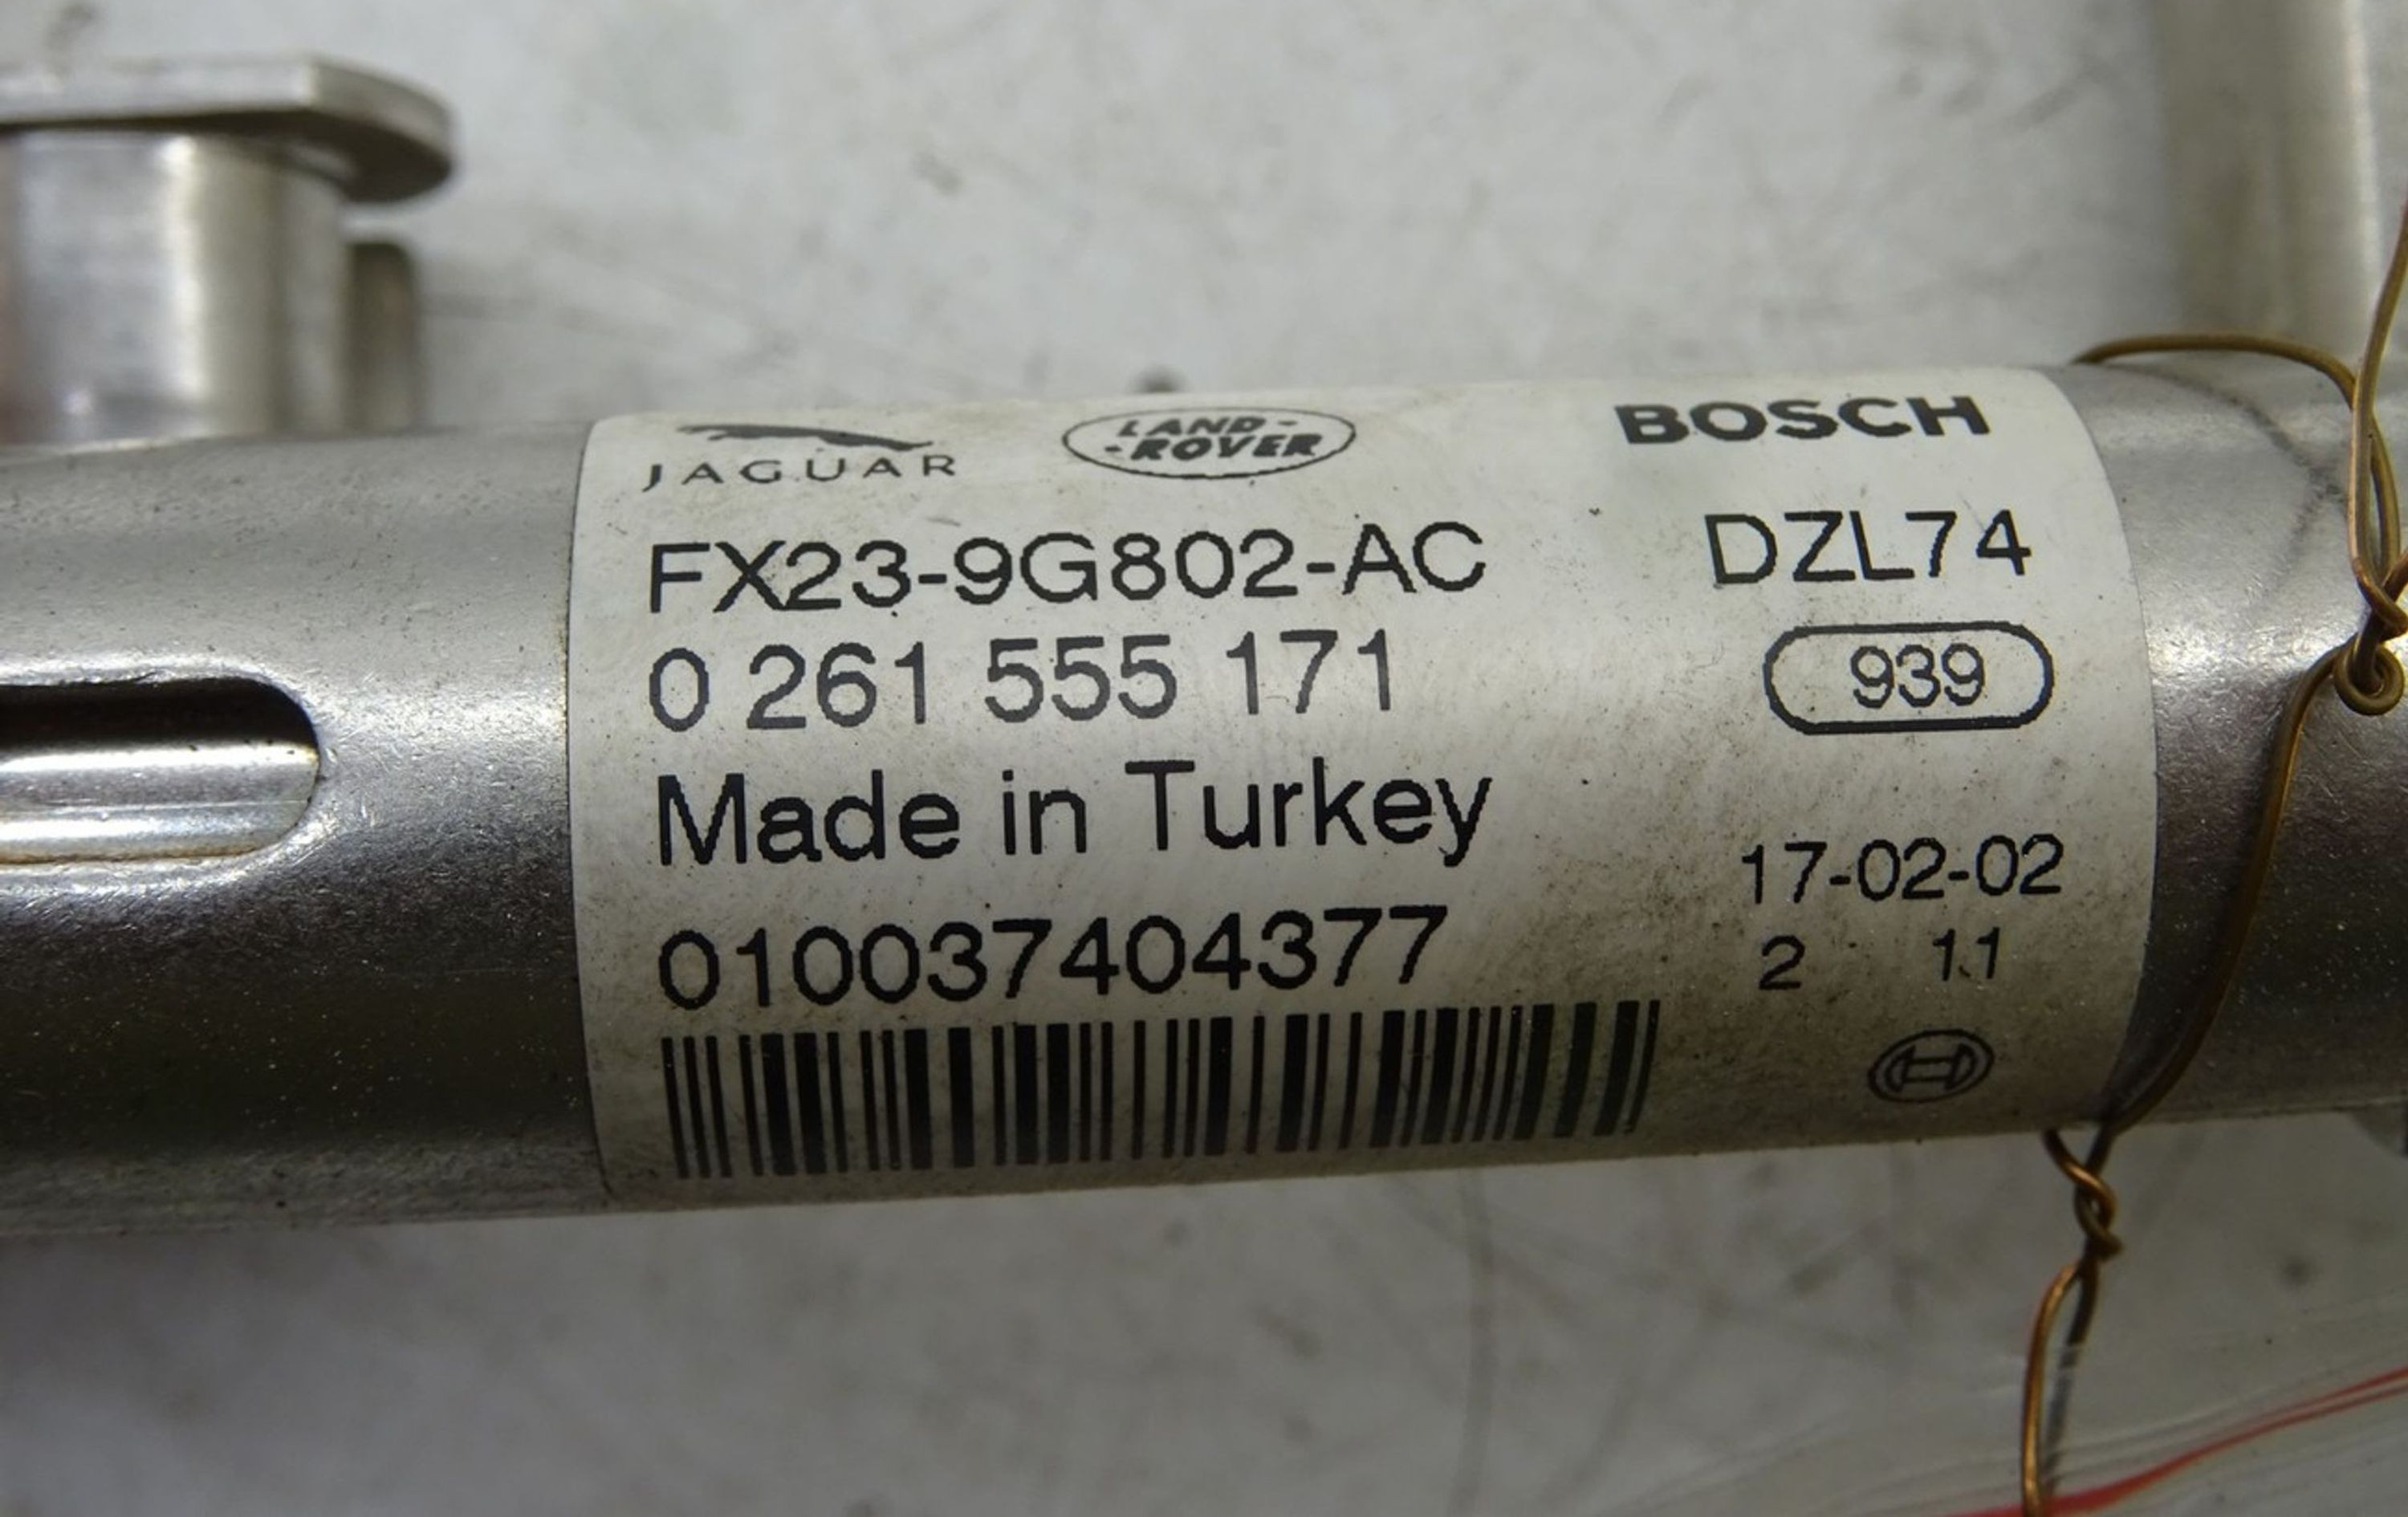 JAGUAR
LAND-
-ROVER
BOSCH
FX23-9G802-AC
DZL74
0 261 555 171
939
Made in Turkey
17-02-02
010037404377
2 11